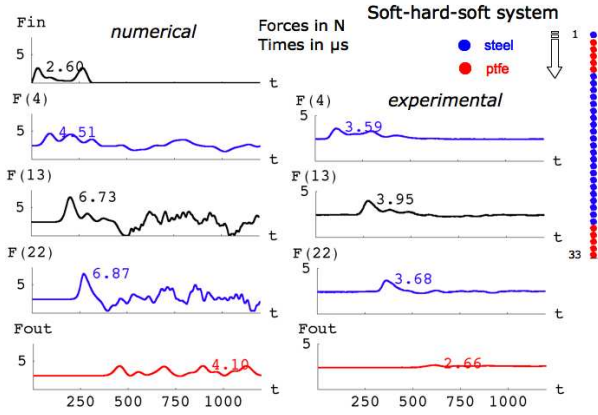 Soft-hard-soft system
numerical
Forces in N
Times in µs
steel
ptfe
1
33
Fin
5
2.60
t
F(4)
5
4.51
t
F(13)
5
6.73
t
F(22)
5
6.87
t
Fout
5
4.10
t
250 500 750 1000
experimental
F(4)
5
3.59
t
F(13)
5
3.95
t
F(22)
5
3.68
t
Fout
5
2.66
t
250 500 750 1000